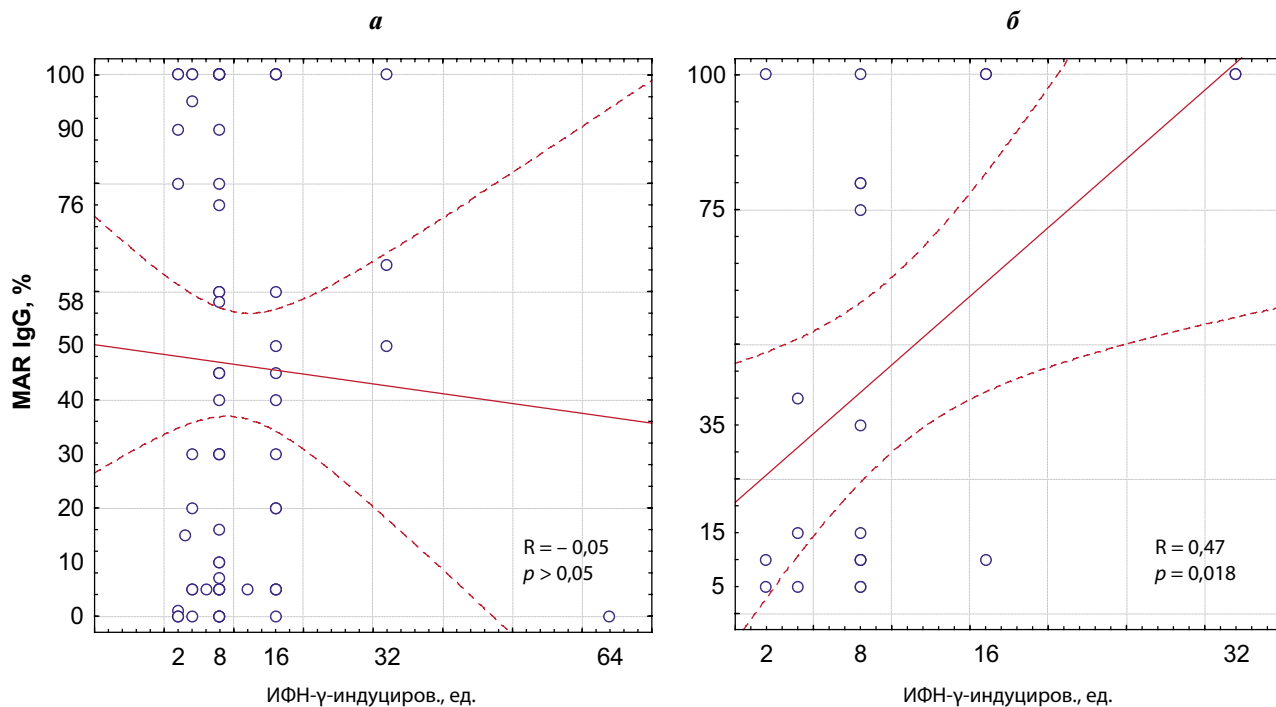 а
б
MAR IgG, %
100
90
76
58
50
40
30
20
10
0
R = – 0,05
p > 0,05
2 8 16 32 64
ИФН-γ-индуциров., ед.
100
75
35
15
5
R = 0,47
p = 0,018
2 8 16 32
ИФН-γ-индуциров., ед.